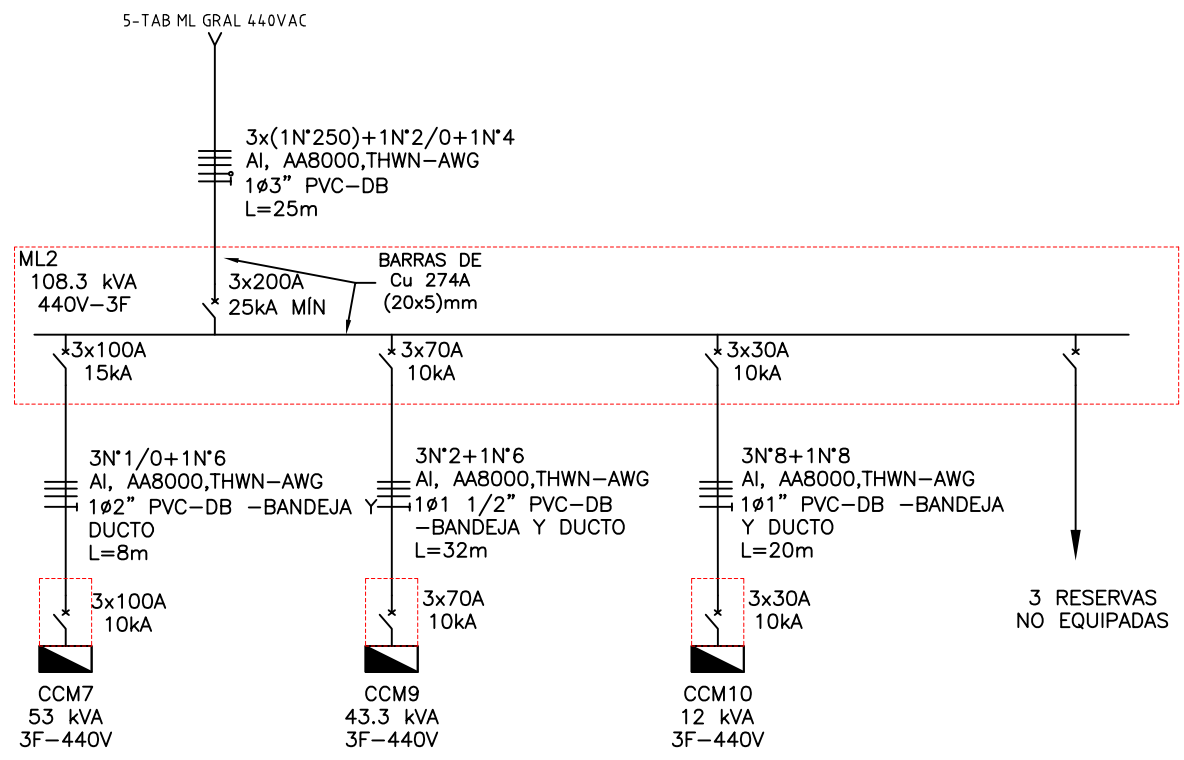 5-TAB ML GRAL 440VAC
3x(1N°250)+1N°2/0+1N°4
Al, AA8000,THWN-AWG
1ø3" PVC-DB
L=25m
ML2
108.3 kVA
440V-3F
3x200A
25kA MÍN
BARRAS DE
Cu 274A
(20x5)mm
3x100A
15kA
3x70A
10kA
3x30A
10kA
3N°1/0+1N°6
Al, AA8000,THWN-AWG
1ø2" PVC-DB -BANDEJA Y
DUCTO
L=8m
3N°2+1N°6
Al, AA8000,THWN-AWG
1ø1 1/2" PVC-DB
-BANDEJA Y DUCTO
L=32m
3N°8+1N°8
Al, AA8000,THWN-AWG
1ø1" PVC-DB -BANDEJA
Y DUCTO
L=20m
3x100A
10kA
3x70A
10kA
3x30A
10kA
3 RESERVAS
NO EQUIPADAS
CCM7
53 kVA
3F-440V
CCM9
43.3 kVA
3F-440V
CCM10
12 kVA
3F-440V